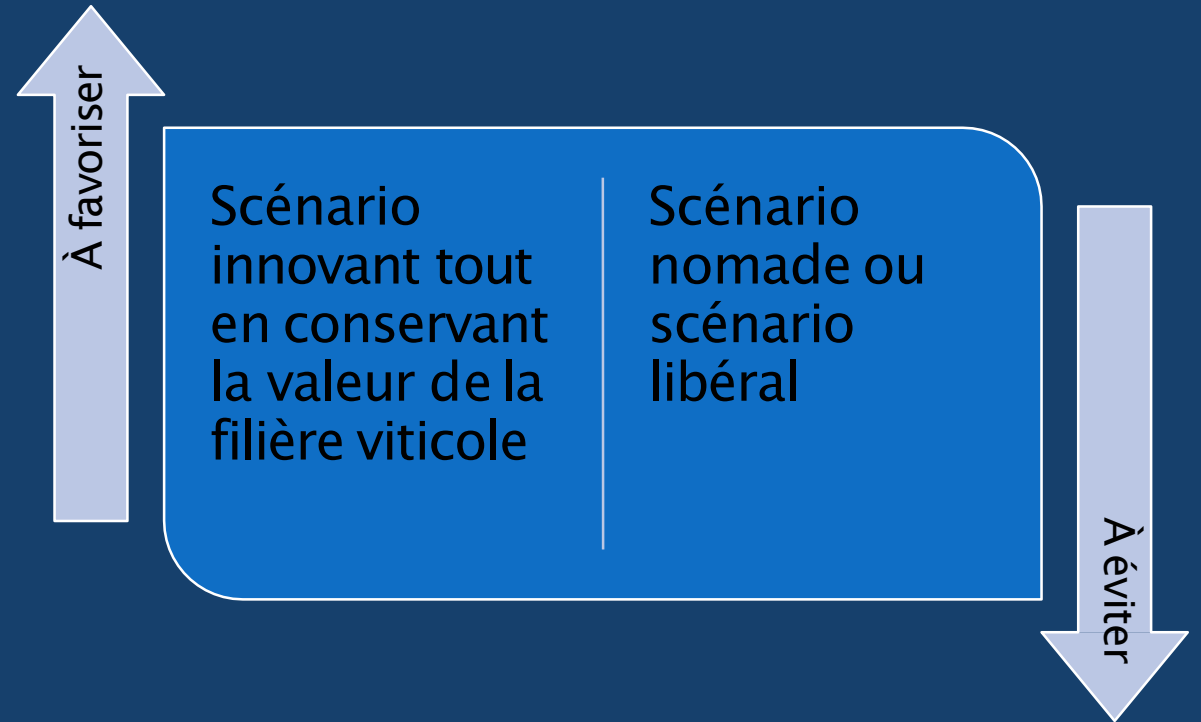 À favoriser
Scénario
innovant tout
en conservant
la valeur de la
filière viticole
Scénario
nomade ou
scénario
libéral
À éviter